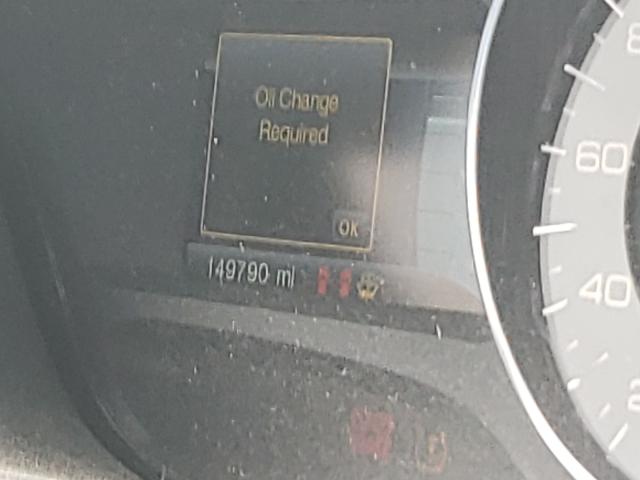 Oil Change
Required
OK
149790 mi
60
40